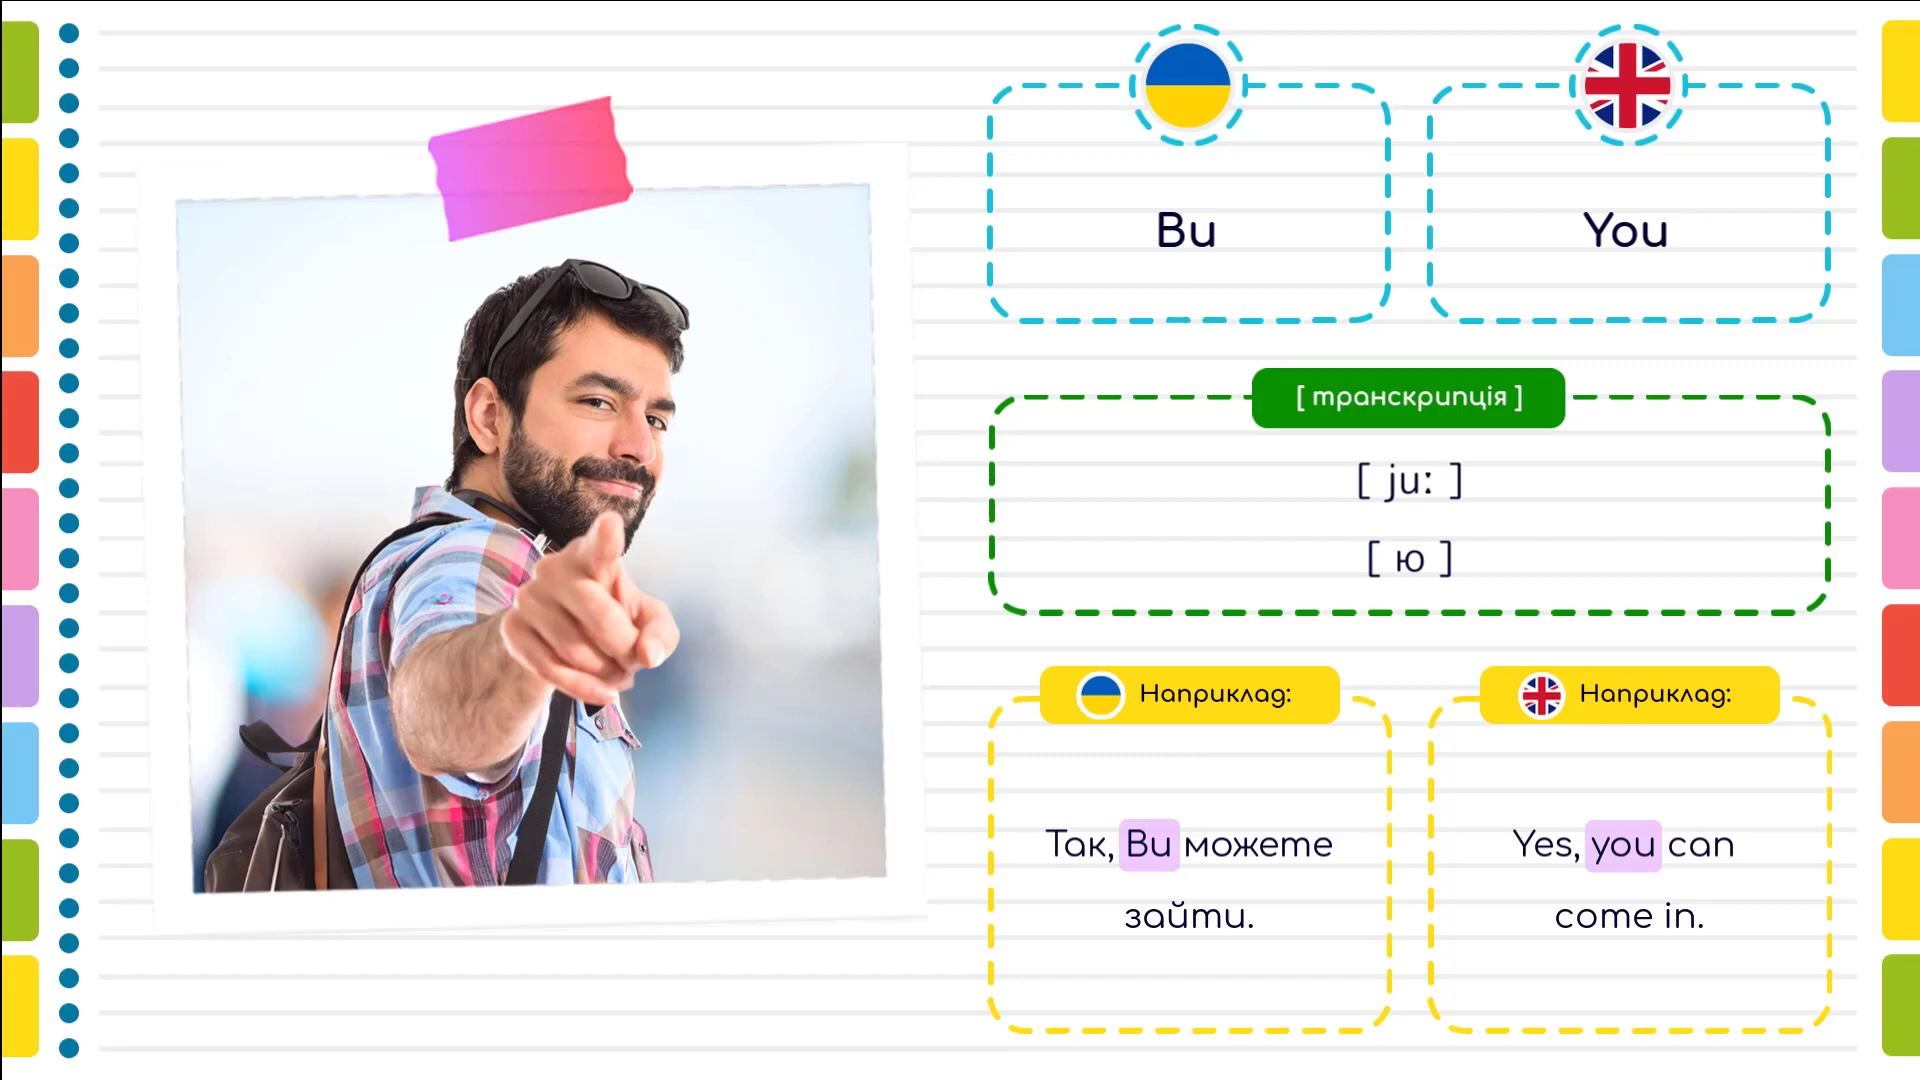 Ви
You
[ транскрипція ]
[ ju: ]
[ ю ]
Наприклад:
Так, Ви можете
зайти.
Наприклад:
Yes, you can
come in.